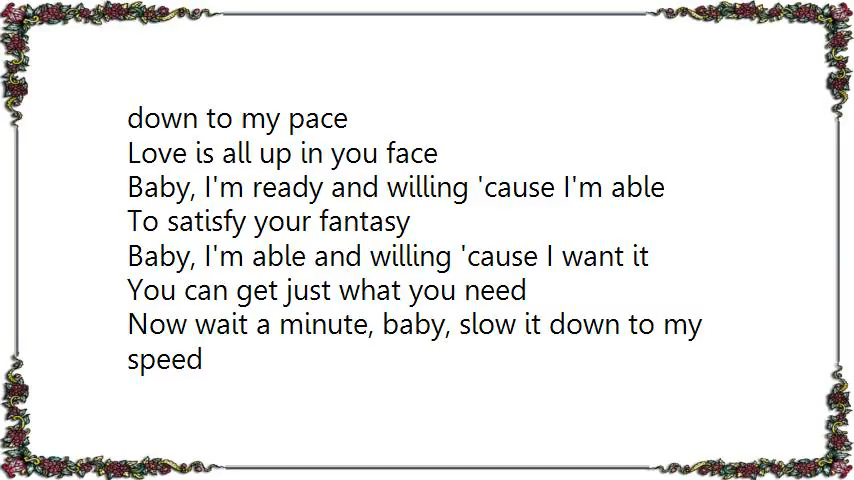 down to my pace
Love is all up in you face
Baby, I'm ready and willing 'cause I'm able
To satisfy your fantasy
Baby, I'm able and willing 'cause I want it
You can get just what you need
Now wait a minute, baby, slow it down to my
speed